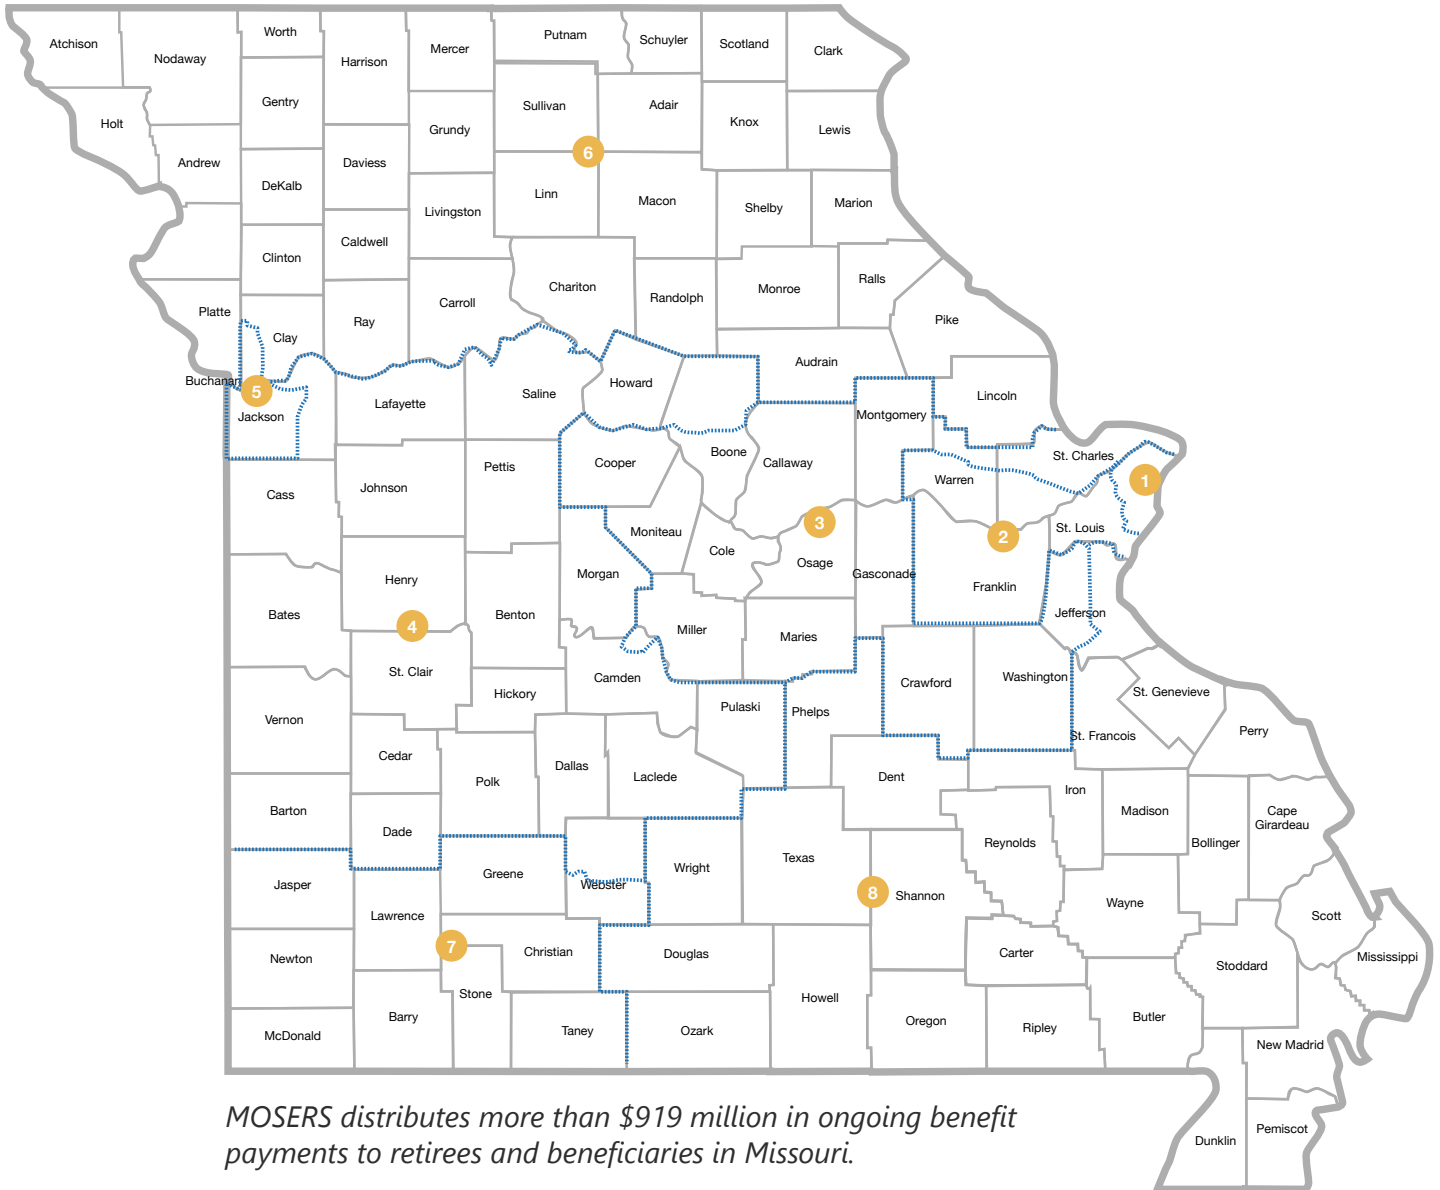 Atchison
Nodaway
Worth
Harrison
Mercer
Putnam
Schuyler
Scotland
Clark
Holt
Gentry
Sullivan
Adair
Knox
Lewis
Grundy
Andrew
DeKalb
Daviess
6
Linn
Macon
Shelby
Marion
Livingston
Clinton
Caldwell
Chariton
Randolph
Monroe
Ralls
Platte
Clay
Ray
Carroll
Pike
Audrain
Buchanan
5
Jackson
Lafayette
Saline
Howard
Montgomery
Lincoln
Boone
Callaway
St. Charles
Cooper
Pettis
Warren
1
Cass
Johnson
Moniteau
3
2
St. Louis
Cole
Osage
Morgan
Gasconade
Franklin
Henry
Bates
Benton
Jefferson
4
Miller
Maries
St. Clair
Camden
Crawford
Washington
Hickory
St. Genevieve
Vernon
Pulaski
Phelps
St. Francois
Perry
Cedar
Polk
Dallas
Laclede
Dent
Iron
Barton
Dade
Madison
Cape
Girardeau
Reynolds
Bollinger
Jasper
Greene
Webster
Wright
Texas
8
Shannon
Wayne
Lawrence
Scott
7
Christian
Douglas
Carter
Newton
Stoddard
Mississippi
Stone
Howell
Barry
McDonald
Taney
Ozark
Oregon
Ripley
Butler
New Madrid
Dunklin
Pemiscot
MOSERS distributes more than $919 million in ongoing benefit
payments to retirees and beneficiaries in Missouri.